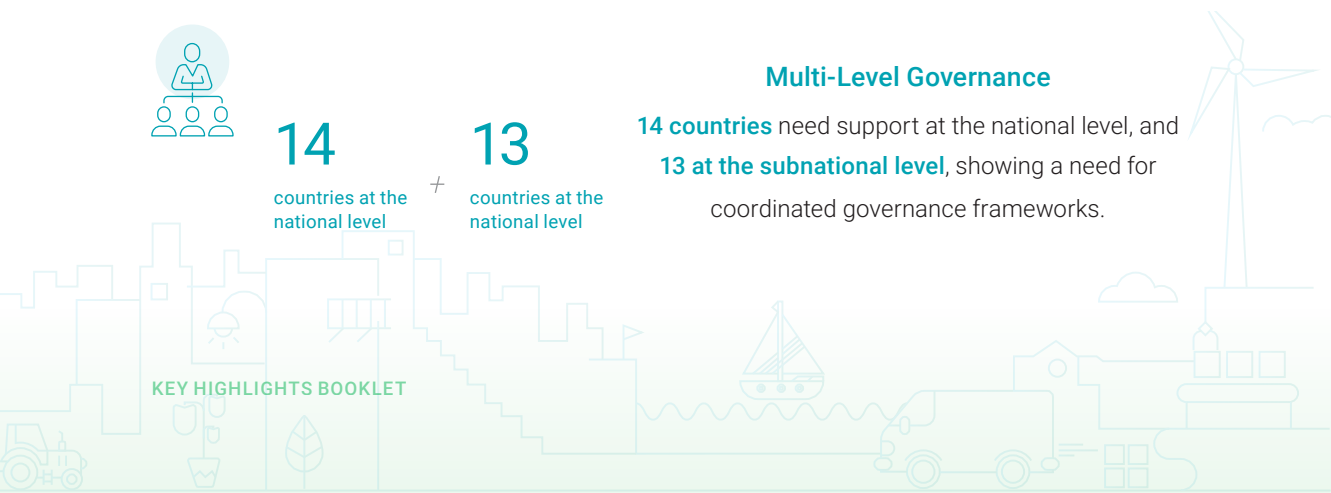 14
countries at the
national level
+
13
countries at the
national level
Multi-Level Governance
14 countries need support at the national level, and
13 at the subnational level, showing a need for
coordinated governance frameworks.
KEY HIGHLIGHTS BOOKLET